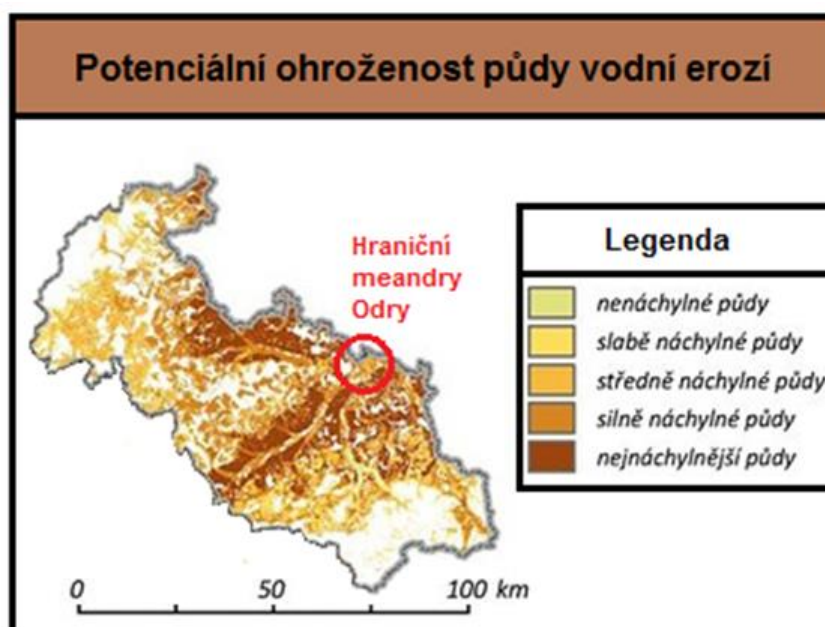 Potenciální ohroženost půdy vodní erozí
Hraniční
meandry
Odry
Legenda
nenáchylné půdy
slabě náchylné půdy
středně náchylné půdy
silně náchylné půdy
nejnáchylnější půdy
0 50 100 km